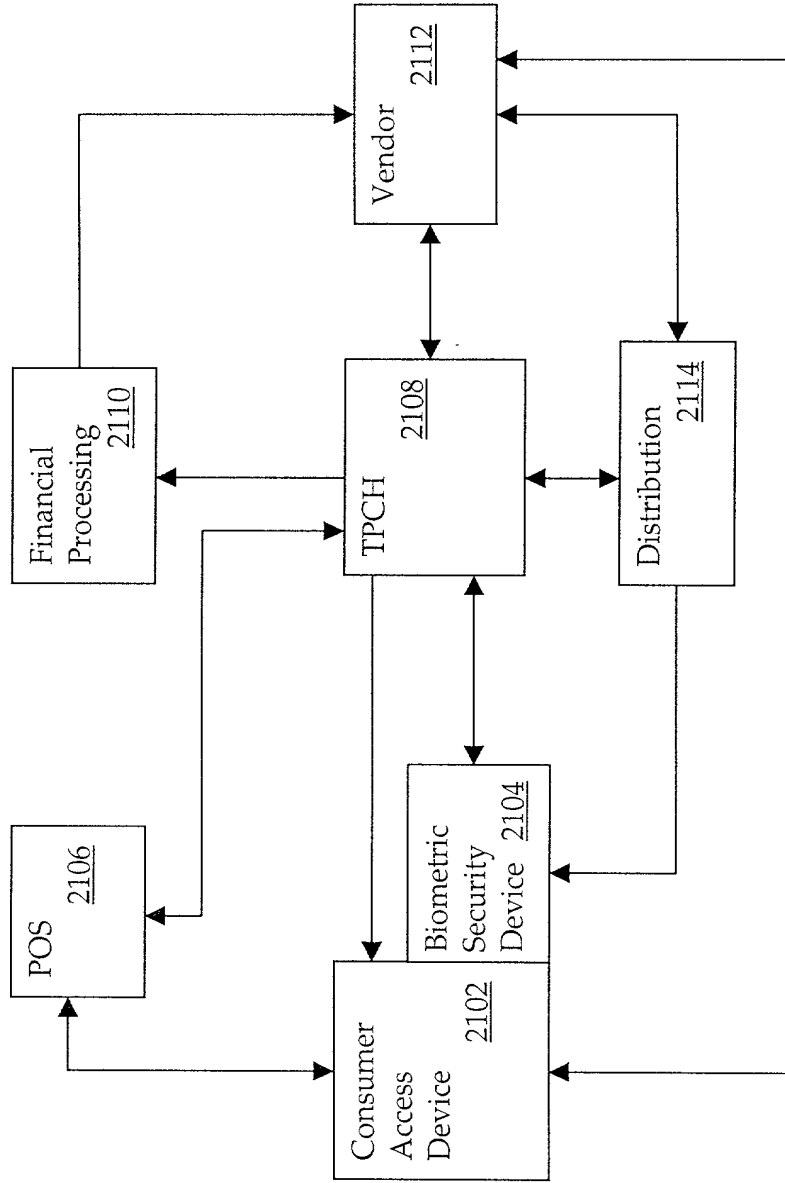 POS
2106
Financial
Processing
2110
Consumer
Access
Device
2102
Biometric
Security
Device 2104
TPCH
2108
Vendor
2112
Distribution
2114